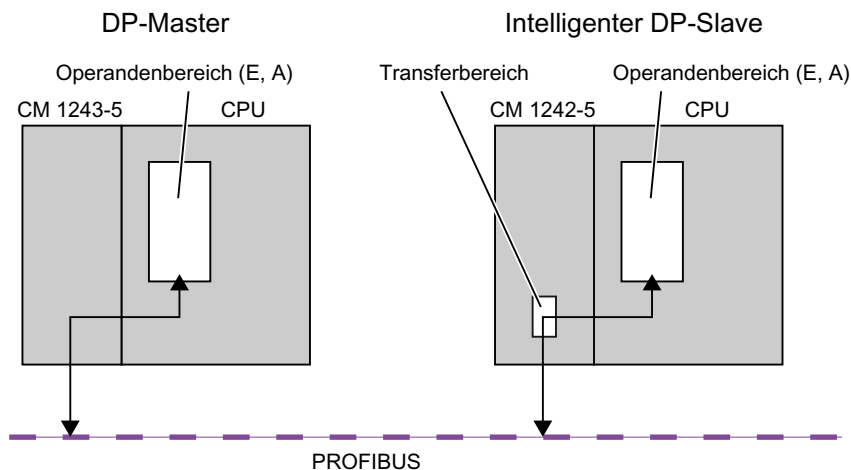 DP-Master
Intelligenter DP-Slave
Operandenbereich (E, A)
Transferbereich
Operandenbereich (E, A)
CM 1243-5
CPU
CM 1242-5
CPU
PROFIBUS